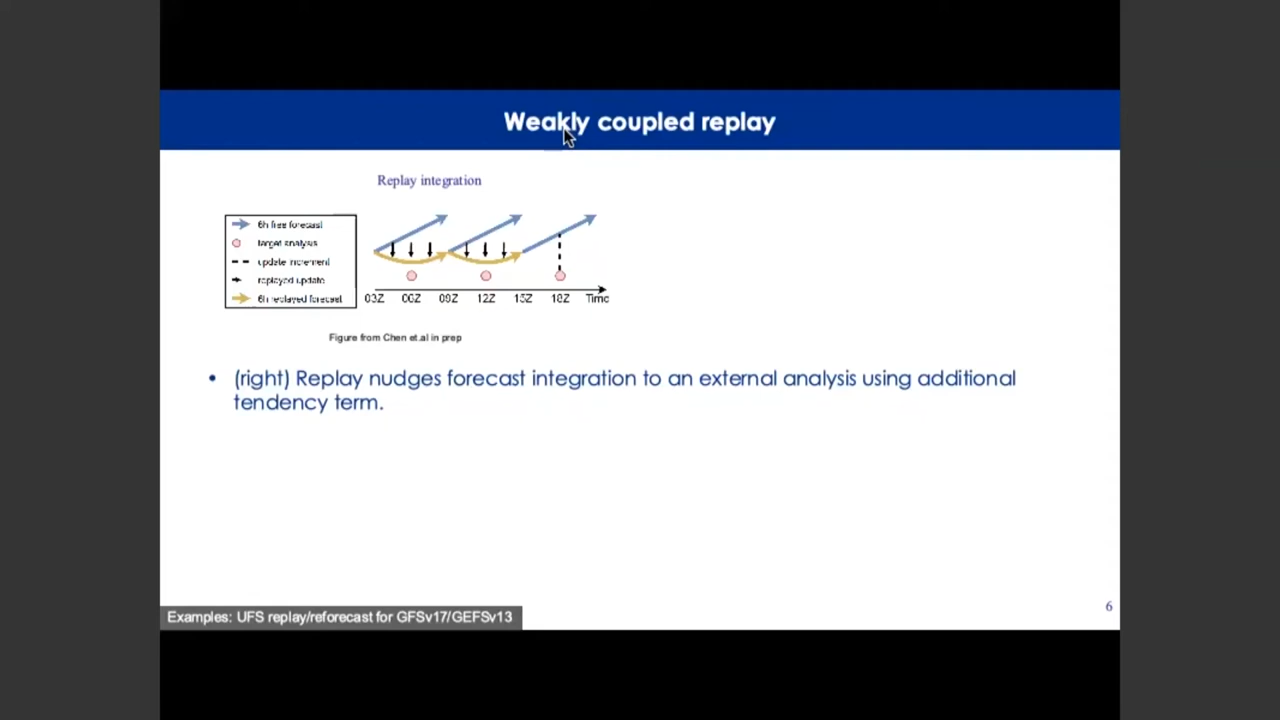 Weakly coupled replay
Replay integration
6h free forecast
target analysis
update increment
replayed update
6h replayed forecast
03Z 06Z 09Z 12Z 15Z 18Z Time
Figure from Chen et.al in prep
• (right) Replay nudges forecast integration to an external analysis using additional
tendency term.
6
Examples: UFS replay/reforecast for GFSv17/GEFSv13